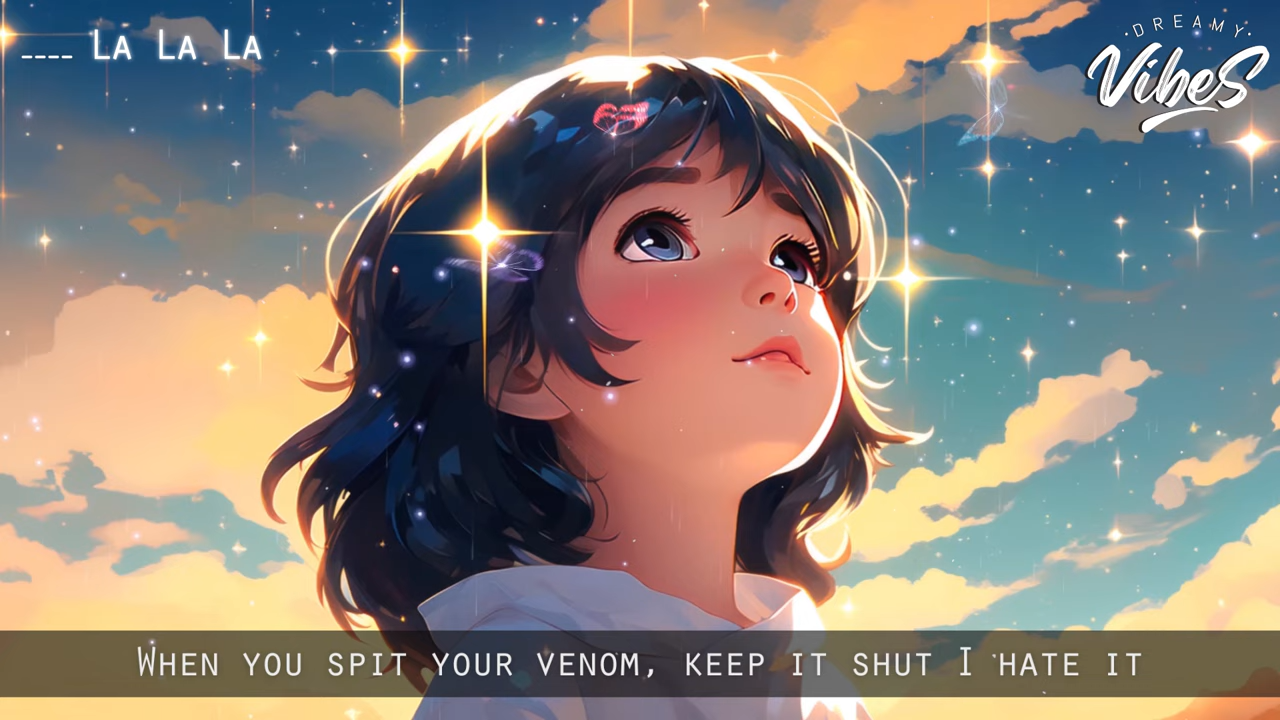 ____ La La La
· DREAMY ·
Vibes
When you spit your venom, keep it shut I hate it